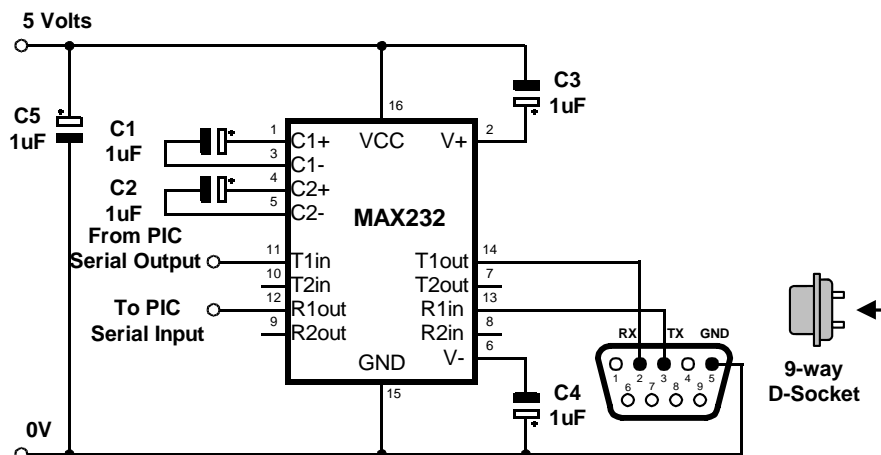 5 Volts
C5
1uF
C1
1uF
C2
1uF
C3
1uF
16
1
3
4
5
2
C1+
C1-
C2+
C2-
VCC
V+
MAX232
From PIC
Serial Output
To PIC
Serial Input
11
10
12
9
T1in
T2in
R1out
R2out
T1out
T2out
R1in
R2in
V-
14
7
13
8
6
GND
15
C4
1uF
RX
TX
GND
1
2
3
4
5
6
7
8
9
9-way
D-Socket
0V
+
+
+
+
+